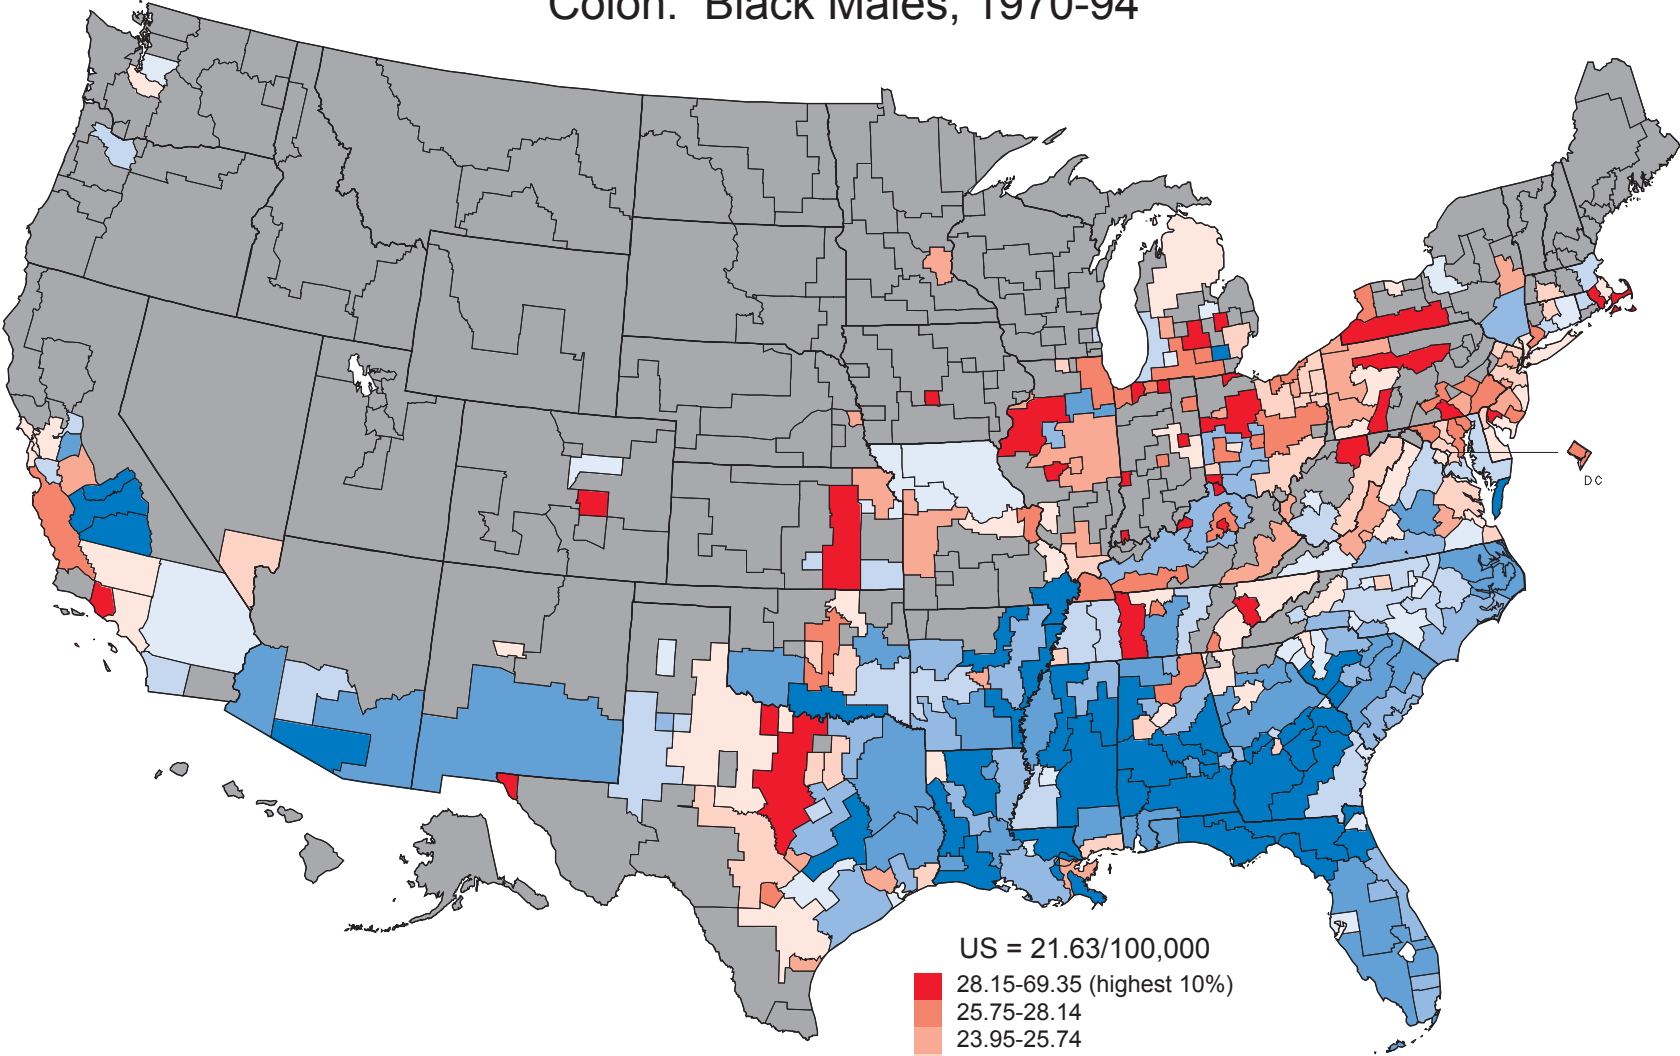 Colon: Black Males, 1970-94
DC
US = 21.63/100,000
28.15-69.35 (highest 10%)
25.75-28.14
23.95-25.74